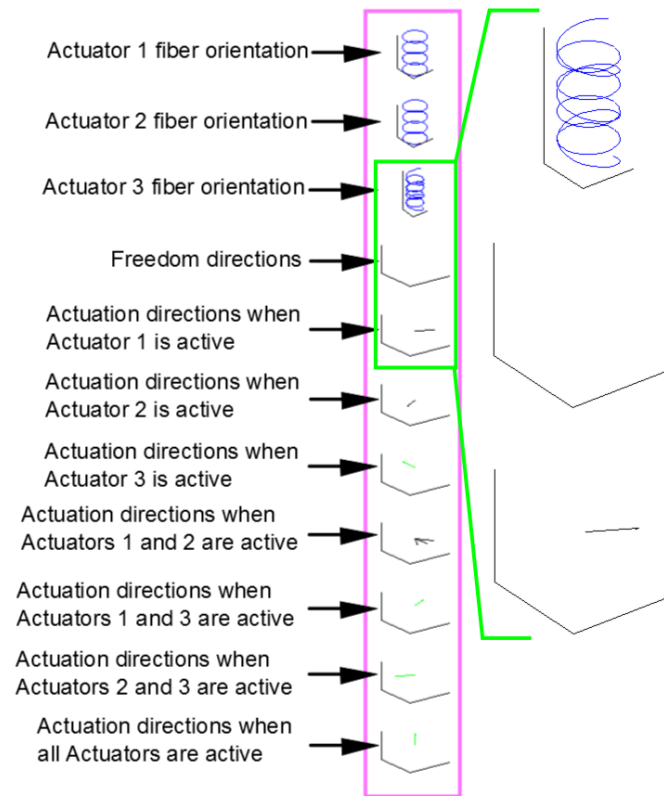 Actuator 1 fiber orientation
Actuator 2 fiber orientation
Actuator 3 fiber orientation
Freedom directions
Actuation directions when
Actuator 1 is active
Actuation directions when
Actuator 2 is active
Actuation directions when
Actuator 3 is active
Actuation directions when
Actuators 1 and 2 are active
Actuation directions when
Actuators 1 and 3 are active
Actuation directions when
Actuators 2 and 3 are active
Actuation directions when
all Actuators are active